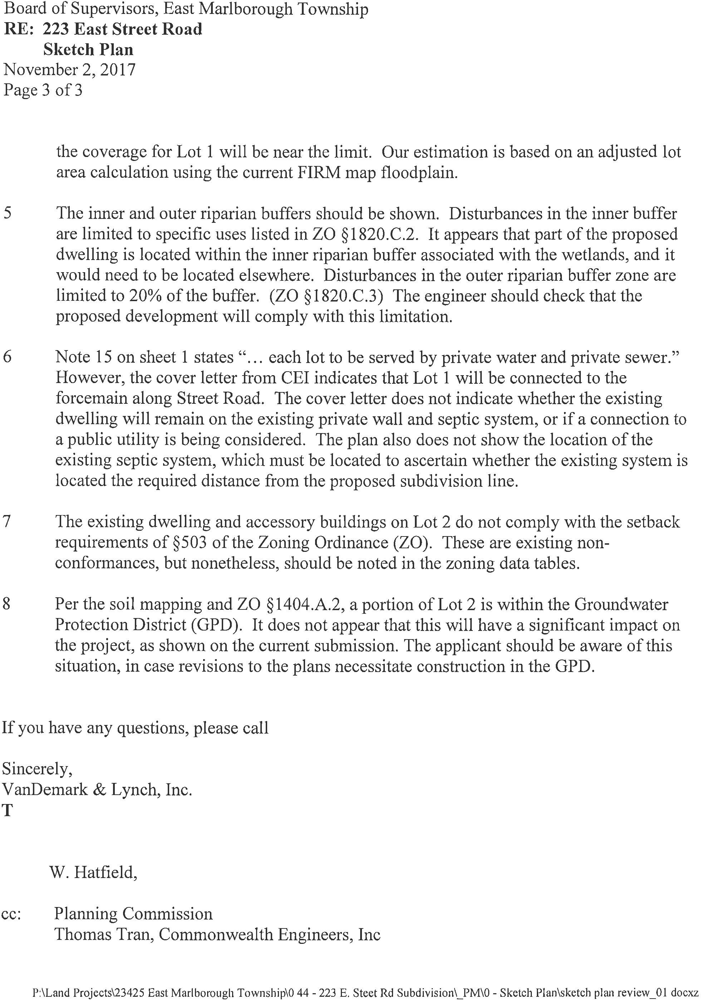 Board of Supervisors, East Marlborough Township
RE: 223 East Street Road
Sketch Plan
November 2, 2017
Page 3 of 3
the coverage for Lot 1 will be near the limit. Our estimation is based on an adjusted lot
area calculation using the current FIRM map floodplain.
5 The inner and outer riparian buffers should be shown. Disturbances in the inner buffer
are limited to specific uses listed in ZO §1820.C.2. It appears that part of the proposed
dwelling is located within the inner riparian buffer associated with the wetlands, and it
would need to be located elsewhere. Disturbances in the outer riparian buffer zone are
limited to 20% of the buffer. (ZO §1820.C.3) The engineer should check that the
proposed development will comply with this limitation.
6 Note 15 on sheet 1 states “... each lot to be served by private water and private sewer.”
However, the cover letter from CEI indicates that Lot 1 will be connected to the
forcemain along Street Road. The cover letter does not indicate whether the existing
dwelling will remain on the existing private wall and septic system, or if a connection to
a public utility is being considered. The plan also does not show the location of the
existing septic system, which must be located to ascertain whether the existing system is
located the required distance from the proposed subdivision line.
7 The existing dwelling and accessory buildings on Lot 2 do not comply with the setback
requirements of §503 of the Zoning Ordinance (ZO). These are existing non-
conformances, but nonetheless, should be noted in the zoning data tables.
8 Per the soil mapping and ZO §1404.A.2, a portion of Lot 2 is within the Groundwater
Protection District (GPD). It does not appear that this will have a significant impact on
the project, as shown on the current submission. The applicant should be aware of this
situation, in case revisions to the plans necessitate construction in the GPD.
If you have any questions, please call
Sincerely,
VanDemark & Lynch, Inc.
T
W. Hatfield,
cc: Planning Commission
Thomas Tran, Commonwealth Engineers, Inc
P:\Land Projects\23425 East Marlborough Township\0 44 - 223 E. Steet Rd Subdivision\_PM\0 - Sketch Plan\sketch plan review_01 docxz